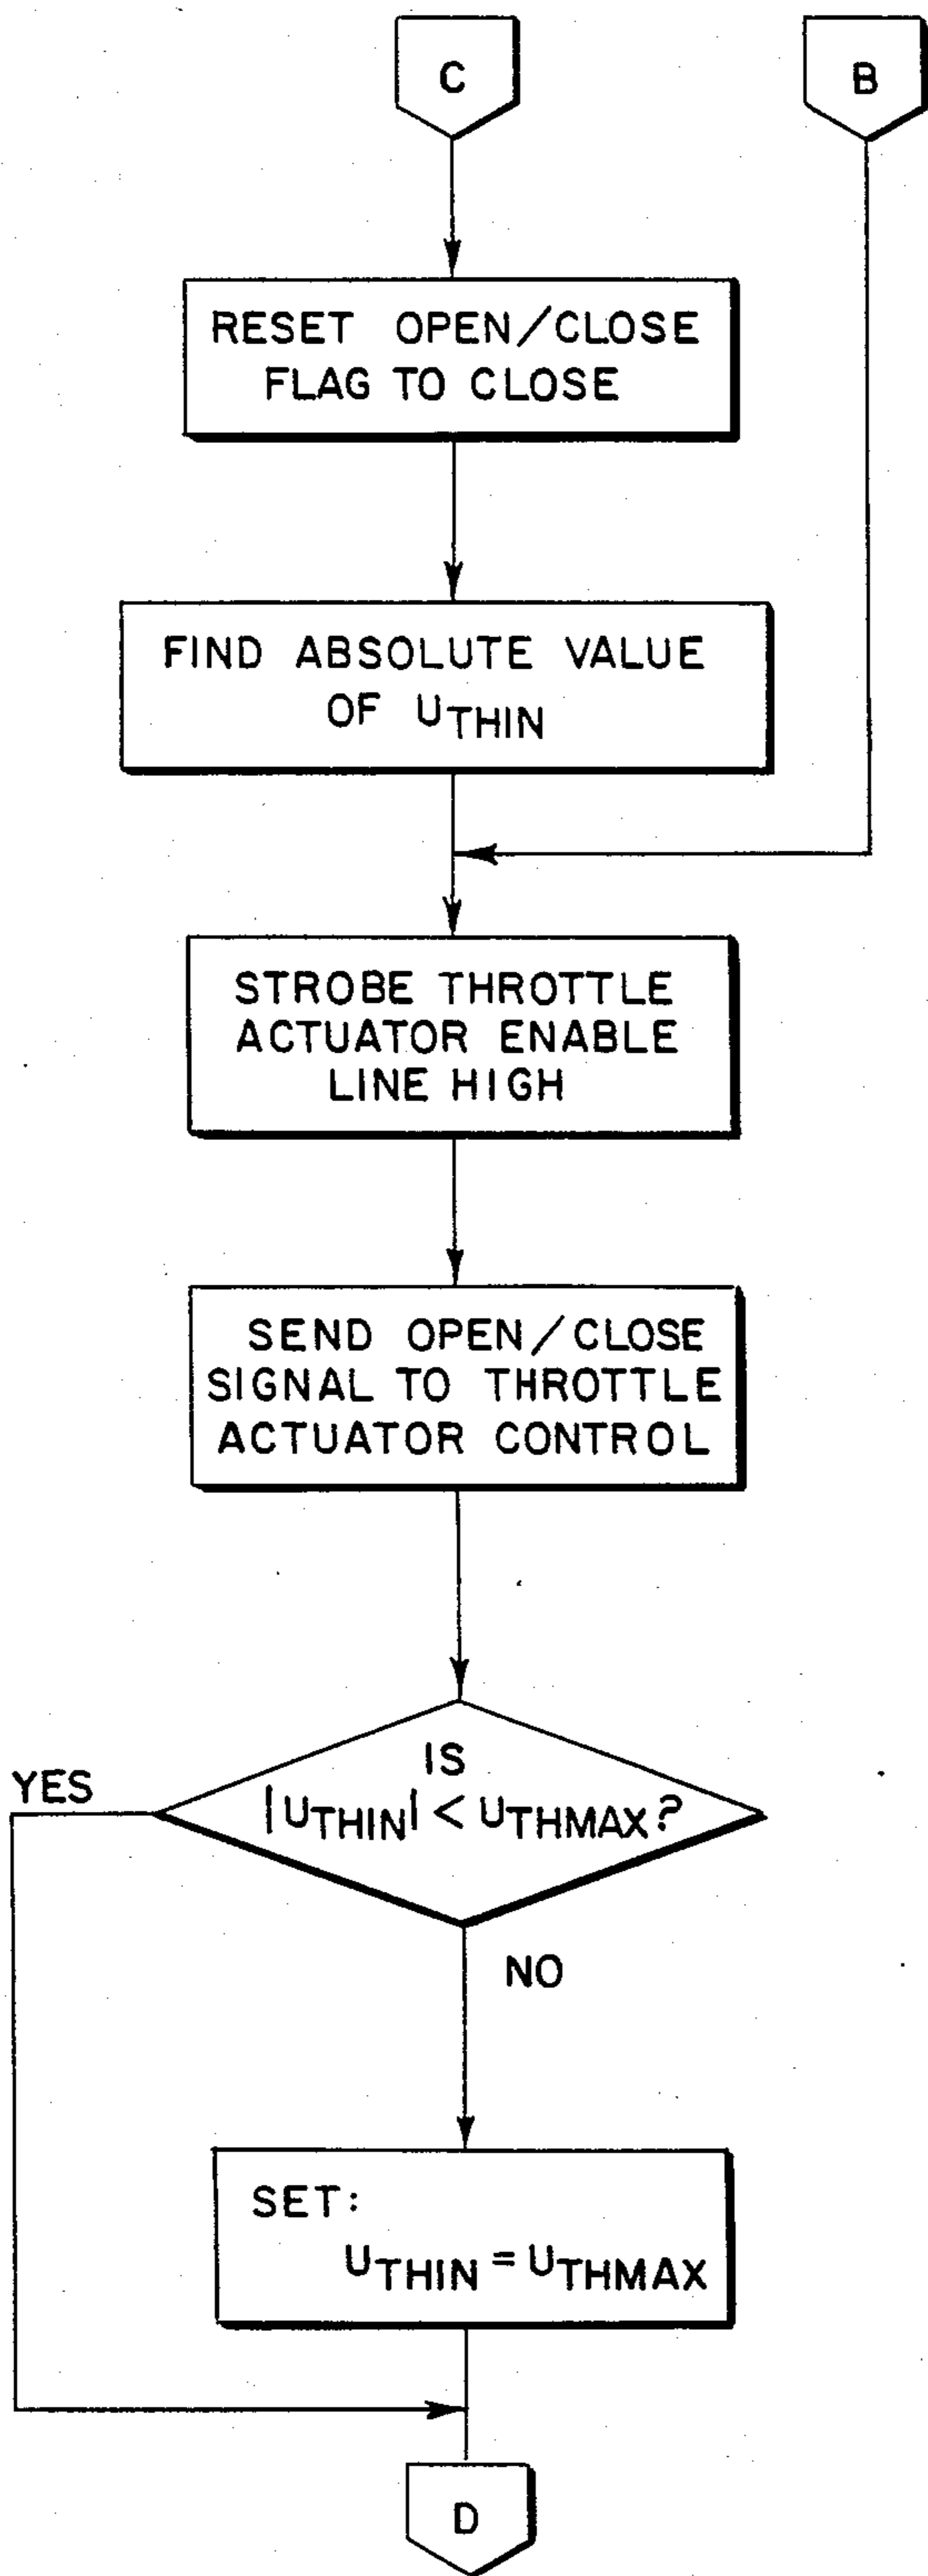 C
B
RESET OPEN/CLOSE
FLAG TO CLOSE
FIND ABSOLUTE VALUE
OF UTHIN
STROBE THROTTLE
ACTUATOR ENABLE
LINE HIGH
SEND OPEN/CLOSE
SIGNAL TO THROTTLE
ACTUATOR CONTROL
IS
YES
|UTHIN| < UTHMAX?
NO
SET:
UTHIN = UTHMAX
D